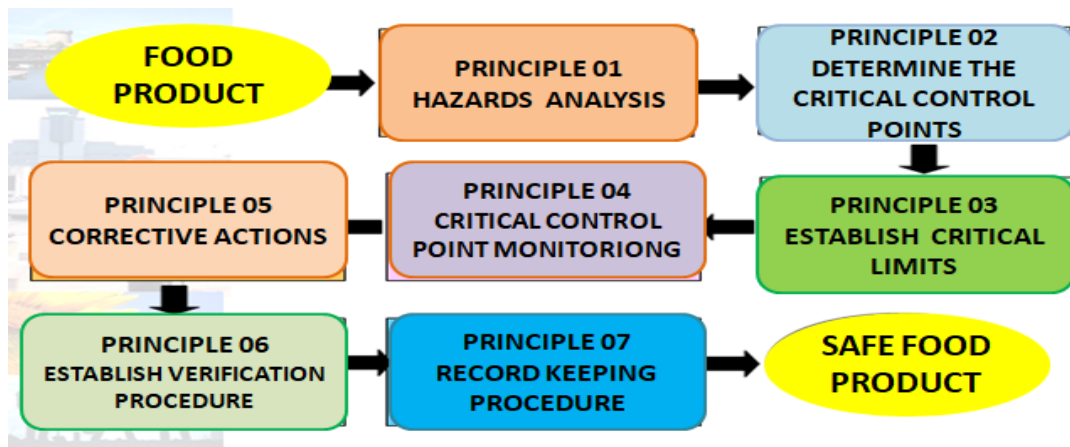 FOOD
PRODUCT
PRINCIPLE 01
HAZARDS ANALYSIS
PRINCIPLE 02
DETERMINE THE
CRITICAL CONTROL
POINTS
PRINCIPLE 03
ESTABLISH CRITICAL
LIMITS
PRINCIPLE 04
CRITICAL CONTROL
POINT MONITORIONG
PRINCIPLE 05
CORRECTIVE ACTIONS
PRINCIPLE 06
ESTABLISH VERIFICATION
PROCEDURE
PRINCIPLE 07
RECORD KEEPING
PROCEDURE
SAFE FOOD
PRODUCT